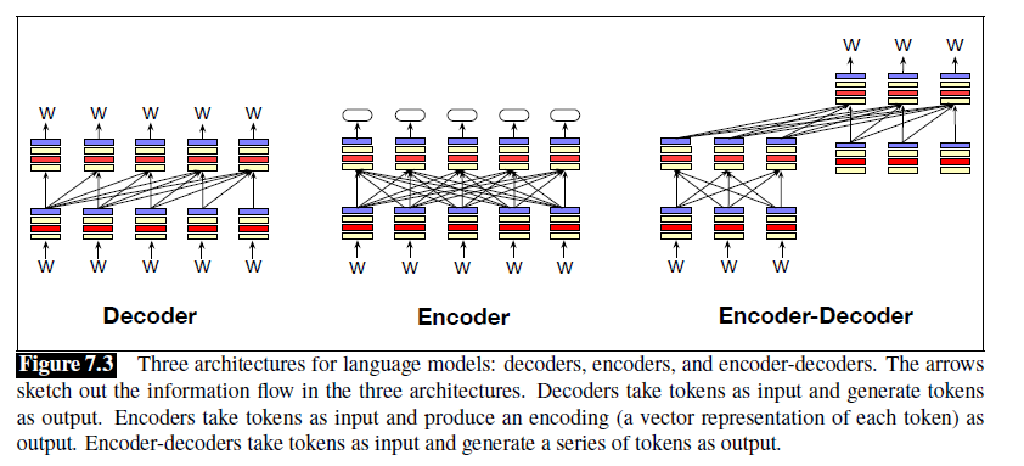 w w w
w w w w w
w w w w w w w w w w w w w
Decoder Encoder Encoder-Decoder
Figure 7.3 Three architectures for language models: decoders, encoders, and encoder-decoders. The arrows
sketch out the information flow in the three architectures. Decoders take tokens as input and generate tokens
as output. Encoders take tokens as input and produce an encoding (a vector representation of each token) as
output. Encoder-decoders take tokens as input and generate a series of tokens as output.